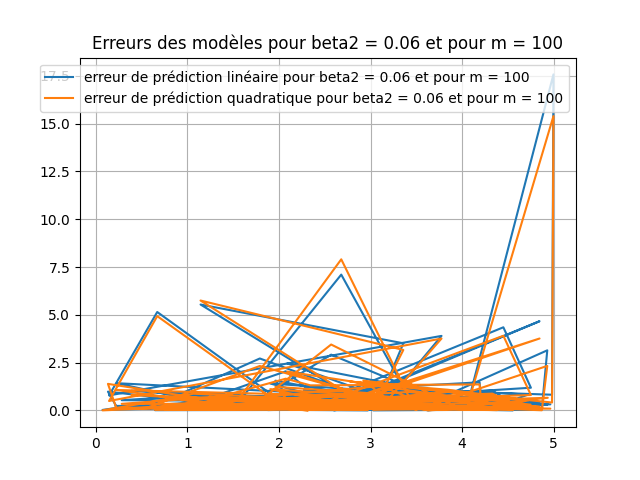 Erreurs des modèles pour beta2 = 0.06 et pour m = 100
17.5
erreur de prédiction linéaire pour beta2 = 0.06 et pour m = 100
erreur de prédiction quadratique pour beta2 = 0.06 et pour m = 100
15.0
12.5
10.0
7.5
5.0
2.5
0.0
0 1 2 3 4 5